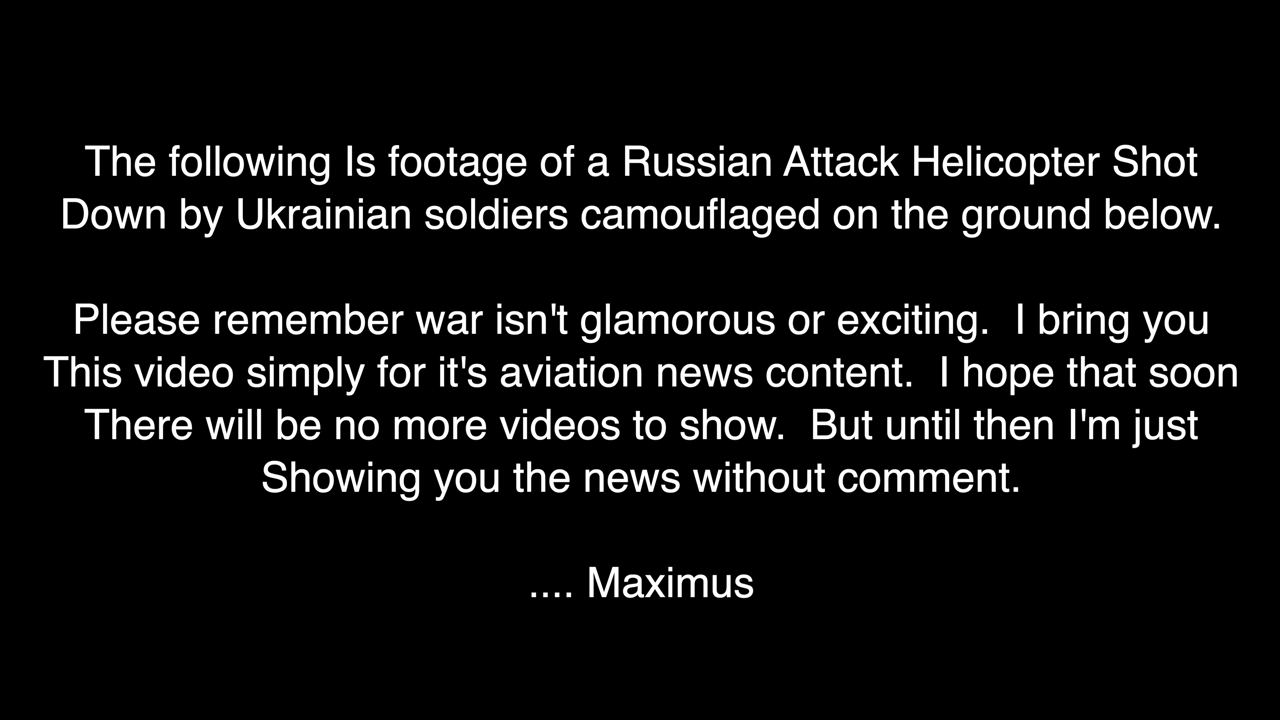 The following Is footage of a Russian Attack Helicopter Shot
Down by Ukrainian soldiers camouflaged on the ground below.
Please remember war isn't glamorous or exciting.  I bring you
This video simply for it's aviation news content.  I hope that soon
There will be no more videos to show.  But until then I'm just
Showing you the news without comment.
.... Maximus